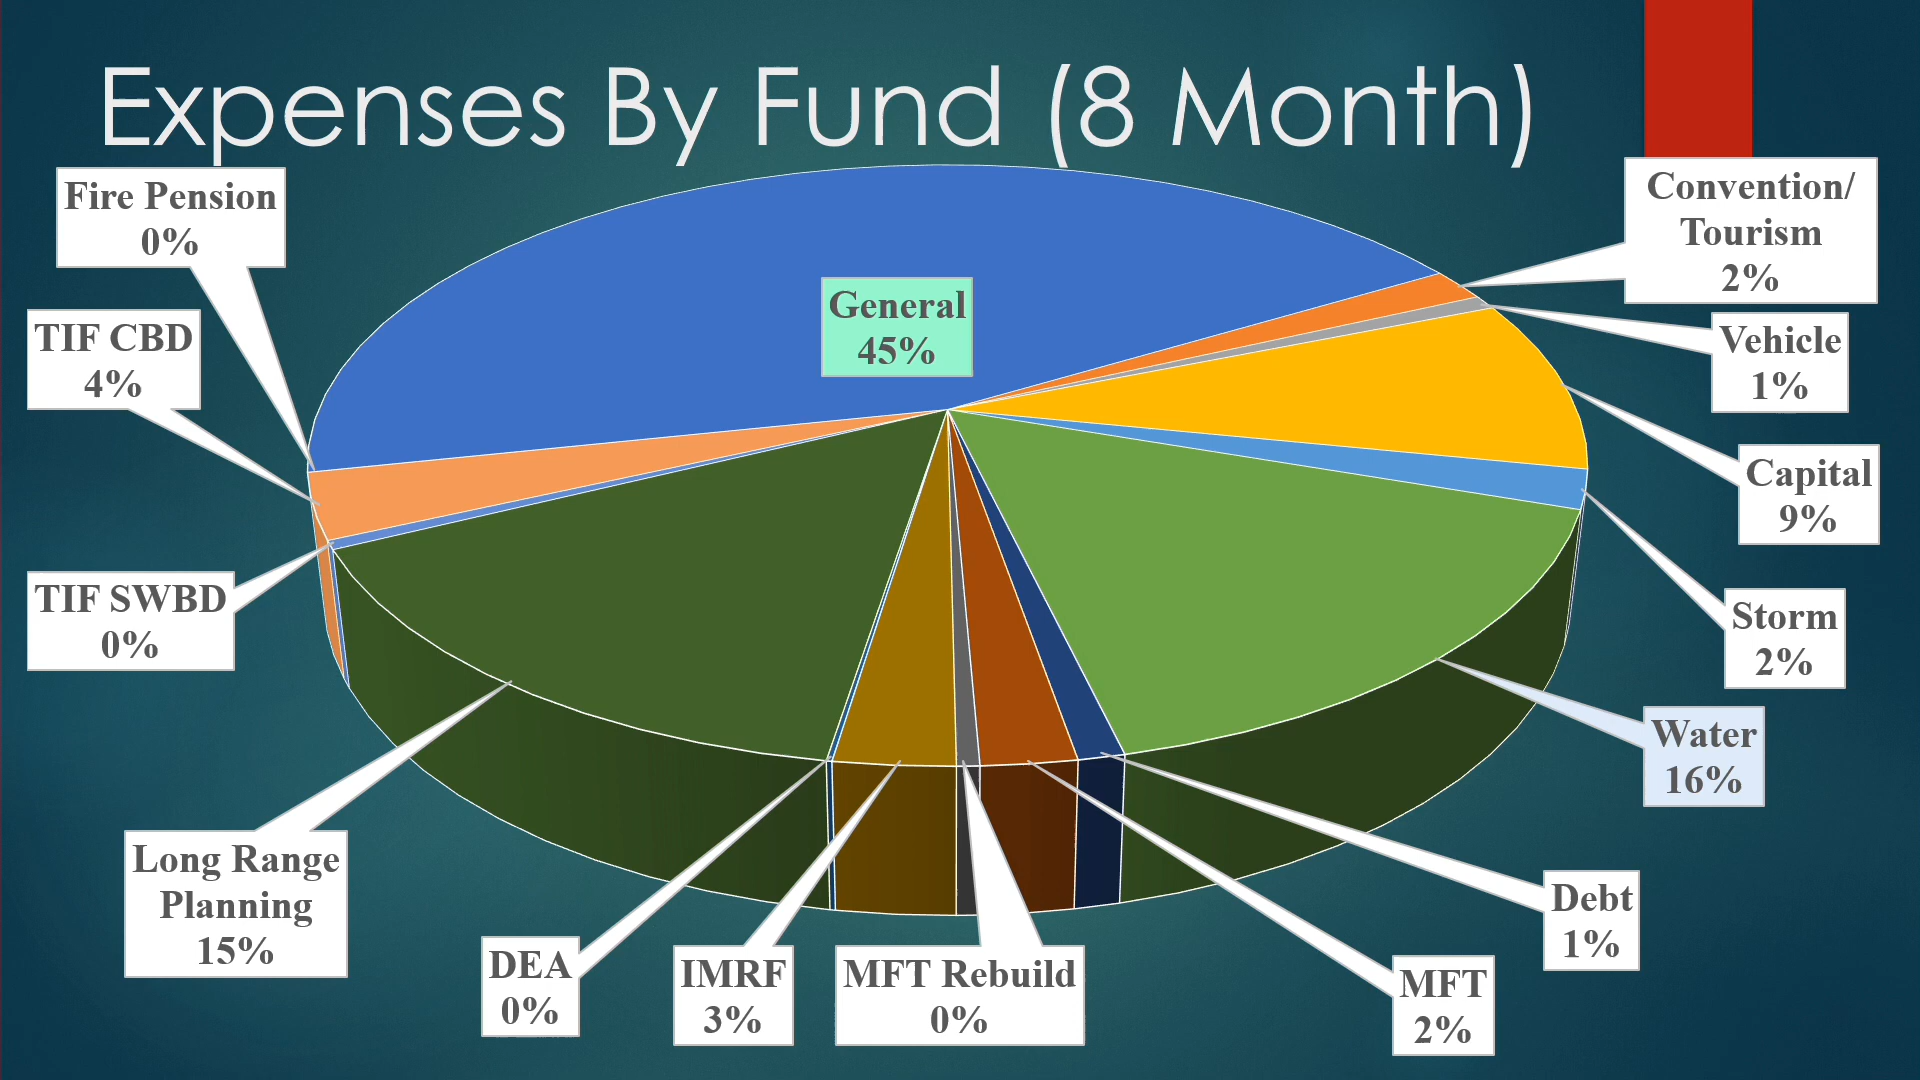 Expenses By Fund (8 Month)
Fire Pension
0%
Convention/
Tourism
2%
General
45%
TIF CBD
4%
Vehicle
1%
Capital
9%
TIF SWBD
0%
Storm
2%
Water
16%
Long Range
Planning
15%
Debt
1%
DEA
0%
IMRF
3%
MFT Rebuild
0%
MFT
2%